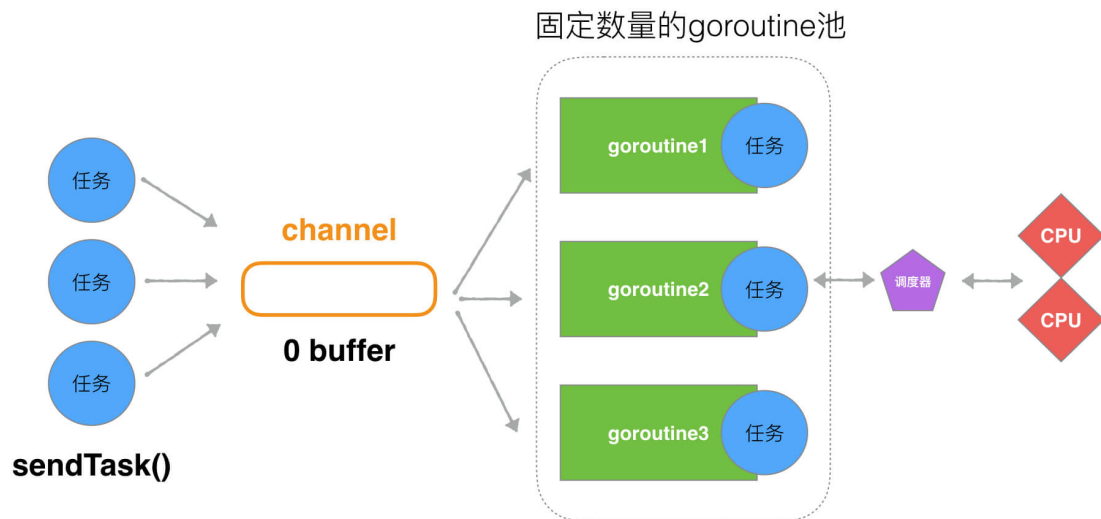 固定数量的goroutine池
任务
任务
任务
sendTask()
channel
0 buffer
goroutine1
任务
goroutine2
任务
goroutine3
任务
调度器
CPU
CPU